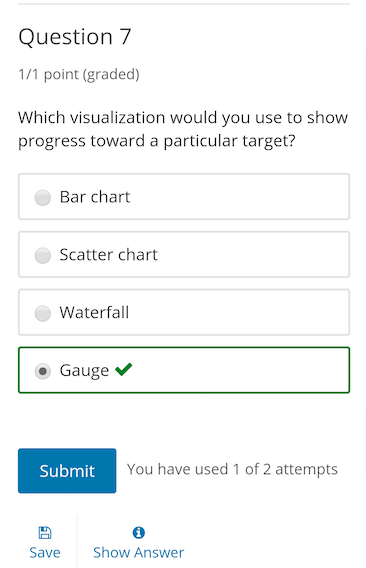 Question 7
1/1 point (graded)
Which visualization would you use to show
progress toward a particular target?
Bar chart
Scatter chart
Waterfall
Gauge
Submit
You have used 1 of 2 attempts
Save
Show Answer